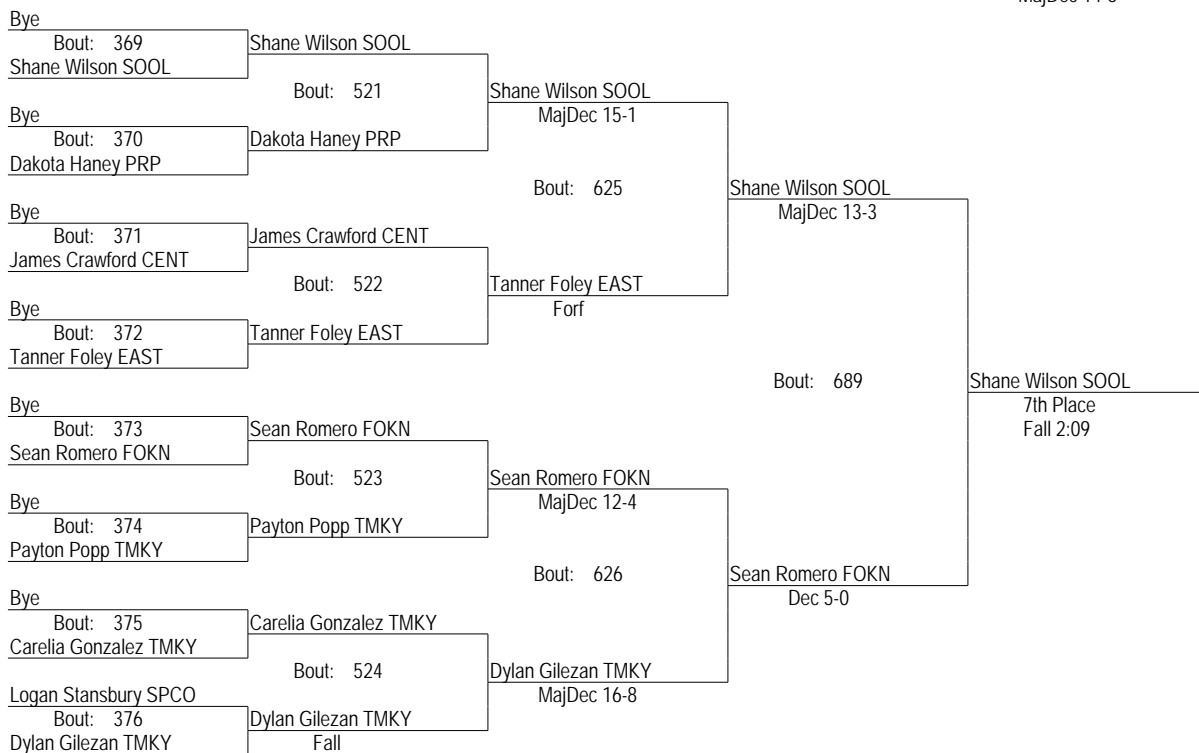 MajDec 14-6
Bye
Bout: 369
Shane Wilson SOOL
Shane Wilson SOOL
Bout: 521
Bye
Bout: 370
Dakota Haney PRP
Dakota Haney PRP
Shane Wilson SOOL
MajDec 15-1
Bout: 625
Bye
Bout: 371
James Crawford CENT
James Crawford CENT
Bout: 522
Bye
Bout: 372
Tanner Foley EAST
Tanner Foley EAST
Tanner Foley EAST
Forf
Shane Wilson SOOL
MajDec 13-3
Bout: 689
Bye
Bout: 373
Sean Romero FOKN
Sean Romero FOKN
Bout: 523
Bye
Bout: 374
Payton Popp TMKY
Payton Popp TMKY
Sean Romero FOKN
MajDec 12-4
Bout: 626
Bye
Bout: 375
Carelia Gonzalez TMKY
Carelia Gonzalez TMKY
Bout: 524
Logan Stansbury SPCO
Bout: 376
Dylan Gilezan TMKY
Dylan Gilezan TMKY
Fall
Dylan Gilezan TMKY
MajDec 16-8
Sean Romero FOKN
Dec 5-0
Shane Wilson SOOL
7th Place
Fall 2:09